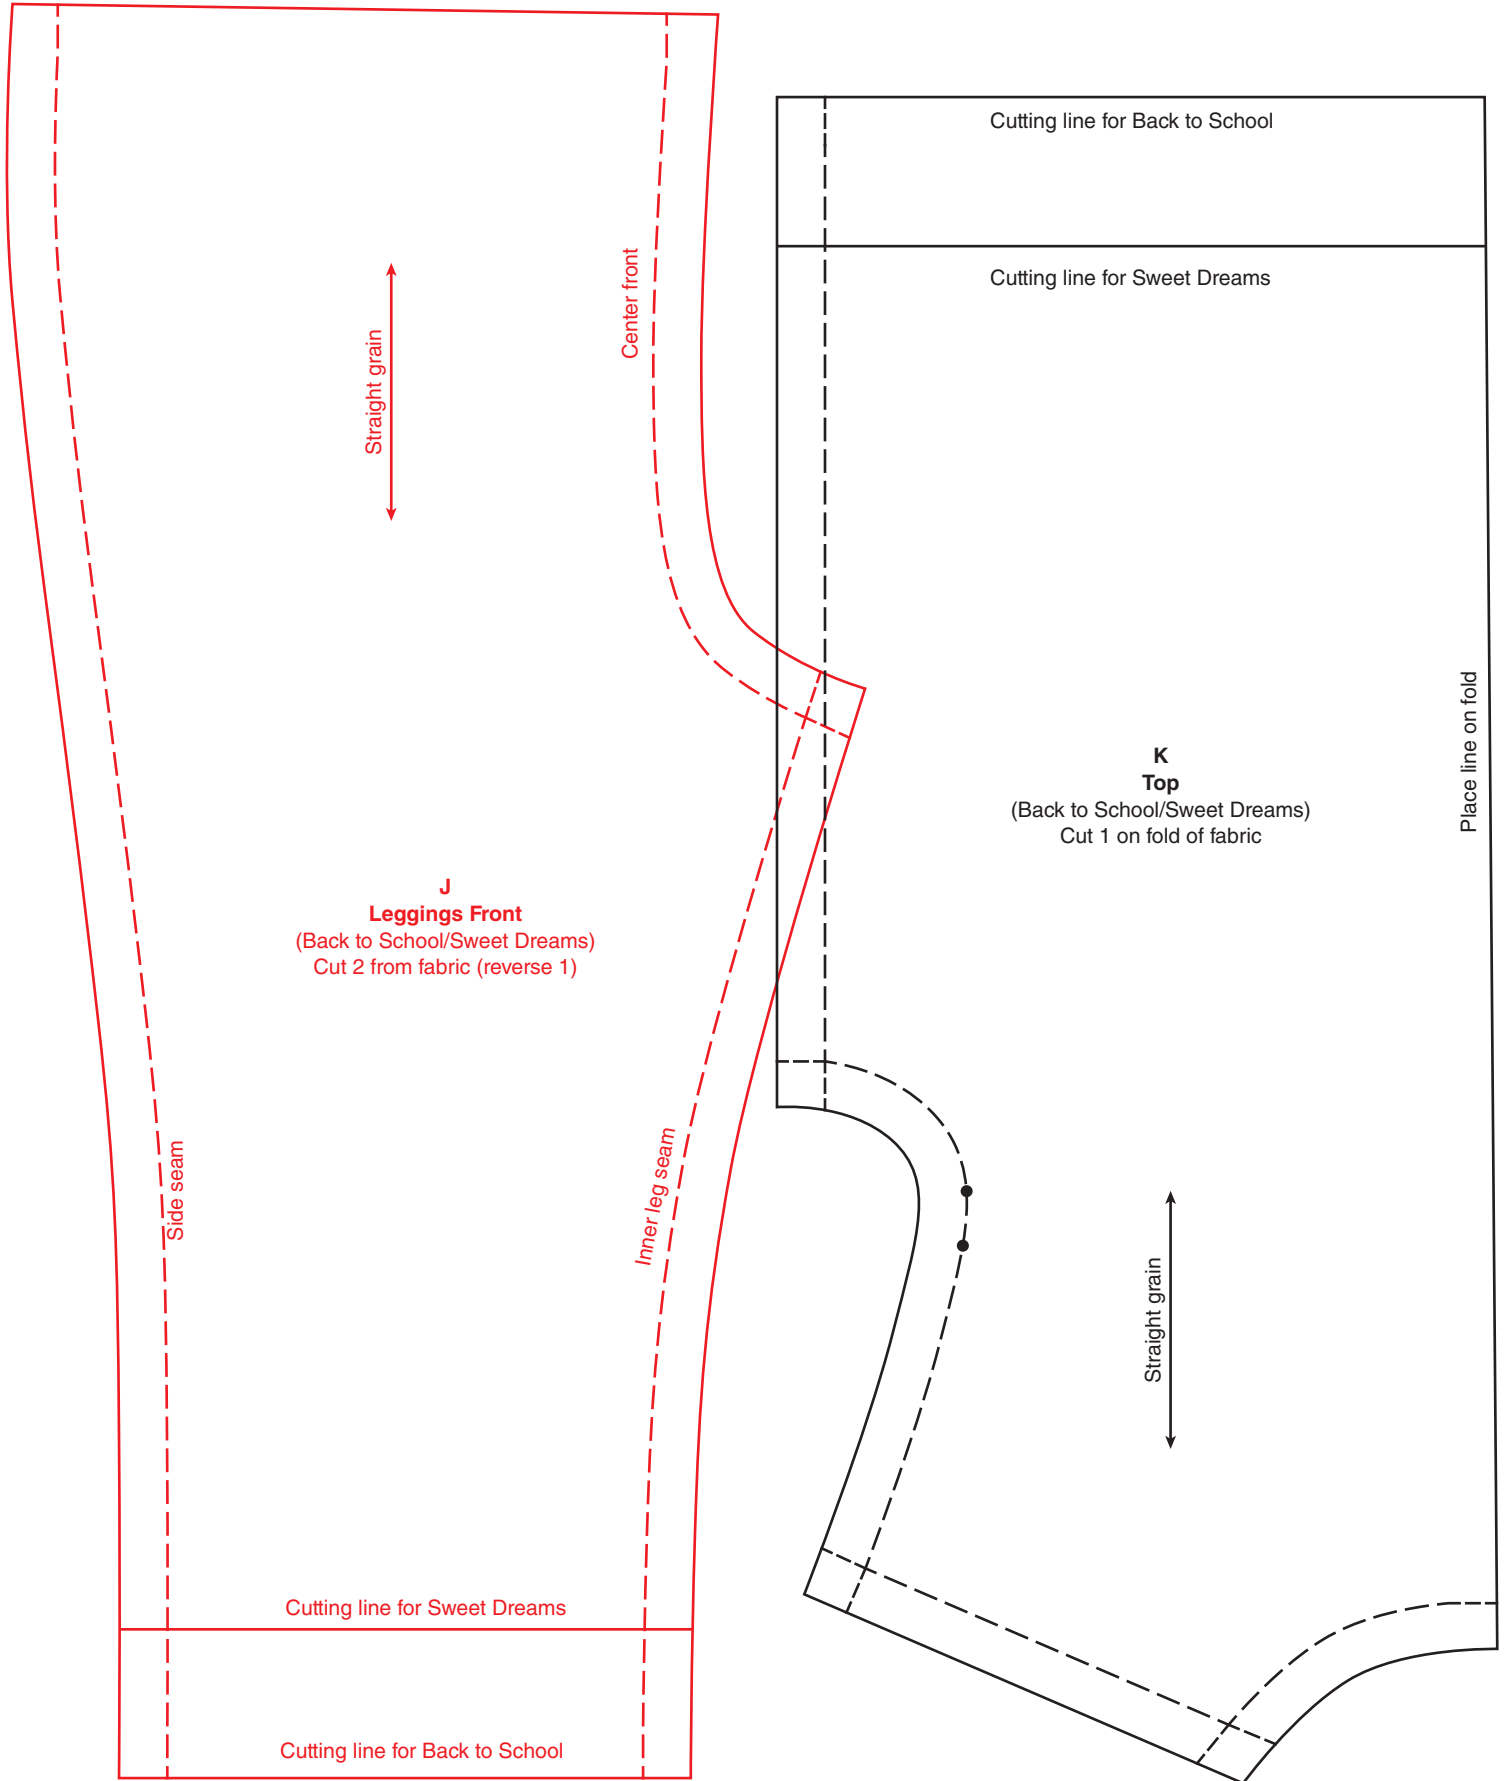 Cutting line for Back to School
Cutting line for Sweet Dreams
Center front
Straight grain
K
Top
(Back to School/Sweet Dreams)
Cut 1 on fold of fabric
Place line on fold
J
Leggings Front
(Back to School/Sweet Dreams)
Cut 2 from fabric (reverse 1)
Side seam
Inner leg seam
Straight grain
Cutting line for Sweet Dreams
Cutting line for Back to School